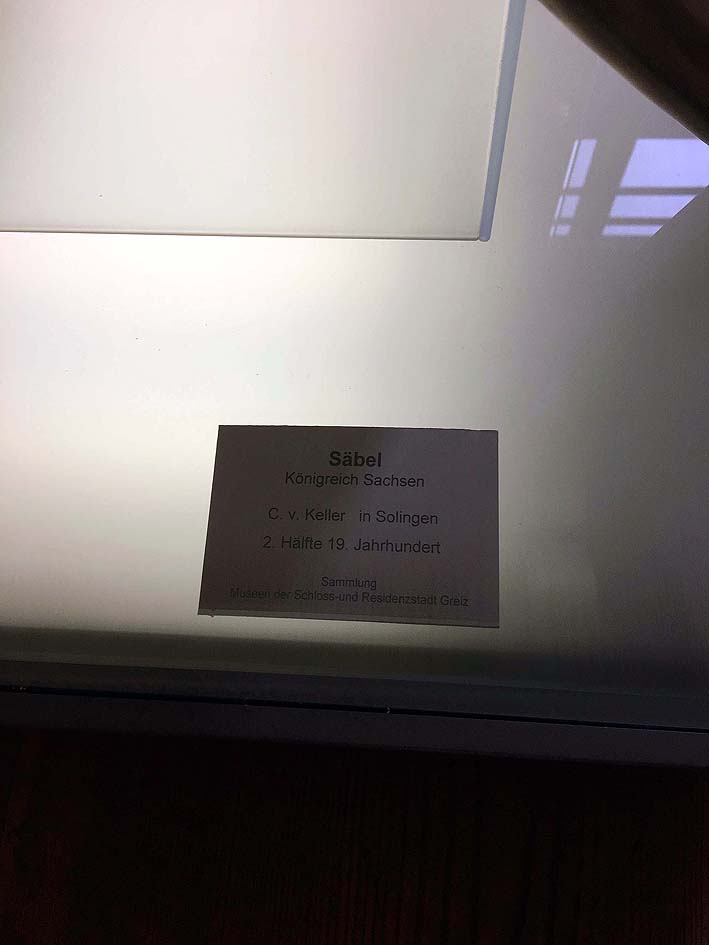 Säbel
Königreich Sachsen
C. v. Keller in Solingen
2. Hälfte 19. Jahrhundert
Sammlung
Museen der Schloss-und Residenzstadt Greiz